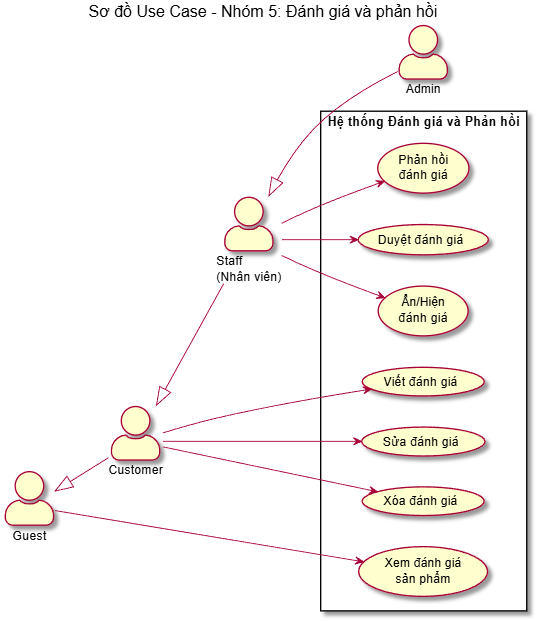 Sơ đồ Use Case - Nhóm 5: Đánh giá và phản hồi
Admin
Hệ thống Đánh giá và Phản hồi
Phản hồi
đánh giá
Staff
(Nhân viên)
Duyệt đánh giá
Ẩn/Hiện
đánh giá
Viết đánh giá
Customer
Sửa đánh giá
Xóa đánh giá
Guest
Xem đánh giá
sản phẩm